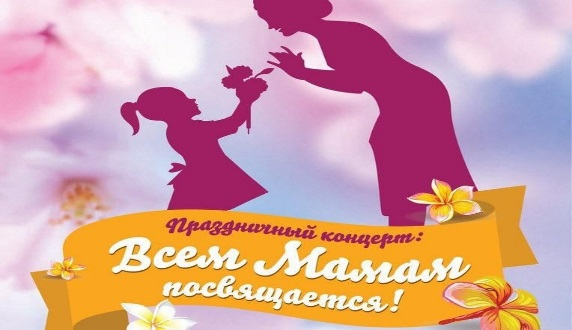 Праздничный концерт:
Всем Мамам
посвящается!